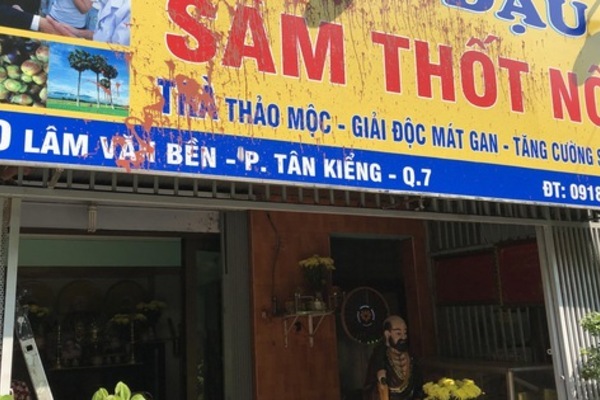 ĐẬU
SÂM THỐT NỐ
TRÀ THẢO MỘC - GIẢI ĐỘC MÁT GAN - TĂNG CƯỜNG S
0 LÂM VĂN BỀN - P. TÂN KIỂNG - Q.7
ĐT: 0918